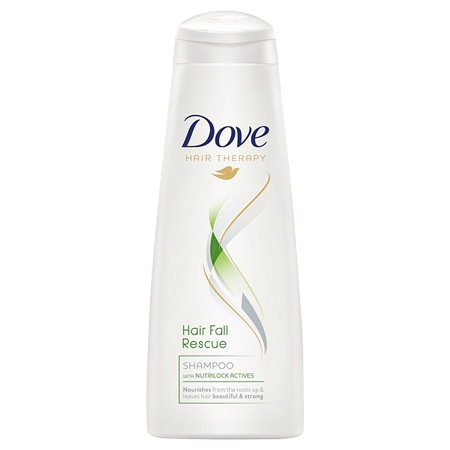 Dove
HAIR THERAPY
Hair Fall
Rescue
SHAMPOO
WITH NUTRILOCK ACTIVES
Nourishes from the roots up &
leaves hair beautiful & strong